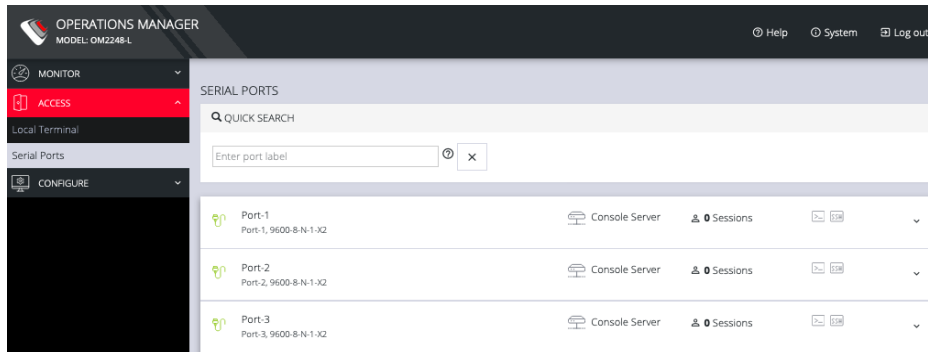 OPERATIONS MANAGER
MODEL: OM2248-L
Help
System
Log out
MONITOR
ACCESS
Local Terminal
Serial Ports
CONFIGURE
SERIAL PORTS
QUICK SEARCH
Enter port label
Port-1
Port-1, 9600-8-N-1-X2
Console Server
0 Sessions
SSH
Port-2
Port-2, 9600-8-N-1-X2
Console Server
0 Sessions
SSH
Port-3
Port-3, 9600-8-N-1-X2
Console Server
0 Sessions
SSH